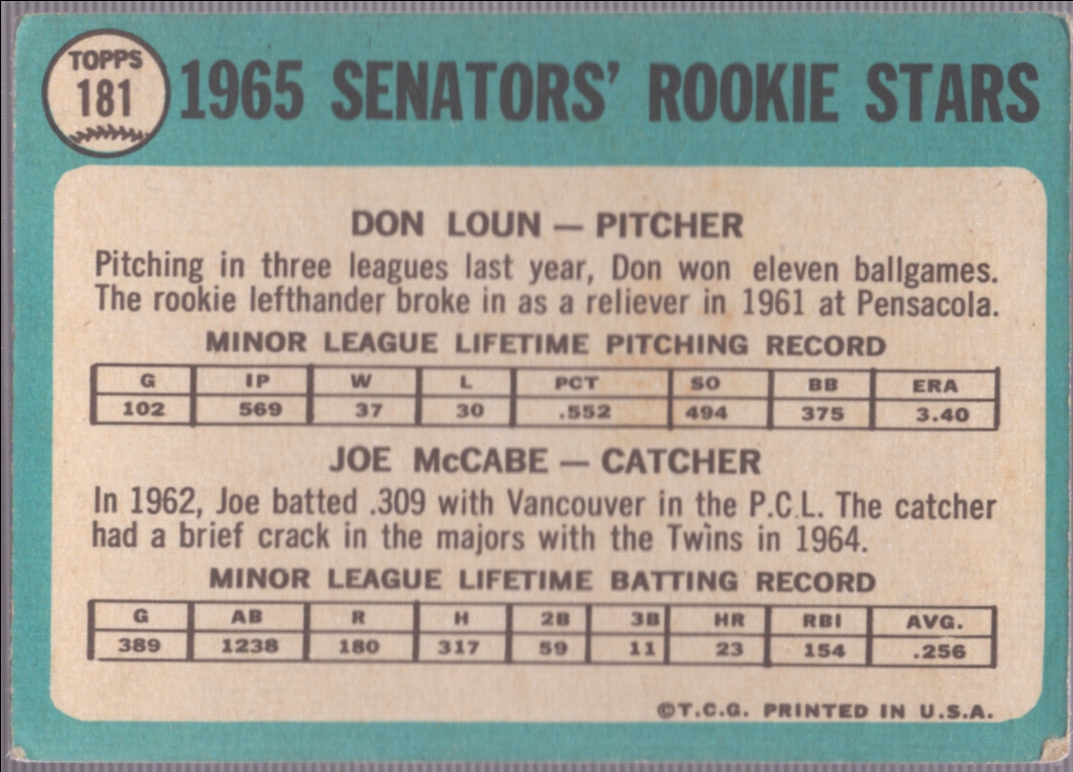 TOPPS
181
1965 SENATORS' ROOKIE STARS
DON LOUN — PITCHER
Pitching in three leagues last year, Don won eleven ballgames.
The rookie lefthander broke in as a reliever in 1961 at Pensacola.
MINOR LEAGUE LIFETIME PITCHING RECORD
G IP W L PCT SO BB ERA
102 569 37 30 .552 494 375 3.40
JOE McCABE — CATCHER
In 1962, Joe batted .309 with Vancouver in the P.C.L. The catcher
had a brief crack in the majors with the Twins in 1964.
MINOR LEAGUE LIFETIME BATTING RECORD
G AB R H 2B 3B HR RBI AVG.
389 1238 180 317 59 11 23 154 .256
©T.C.G. PRINTED IN U.S.A.